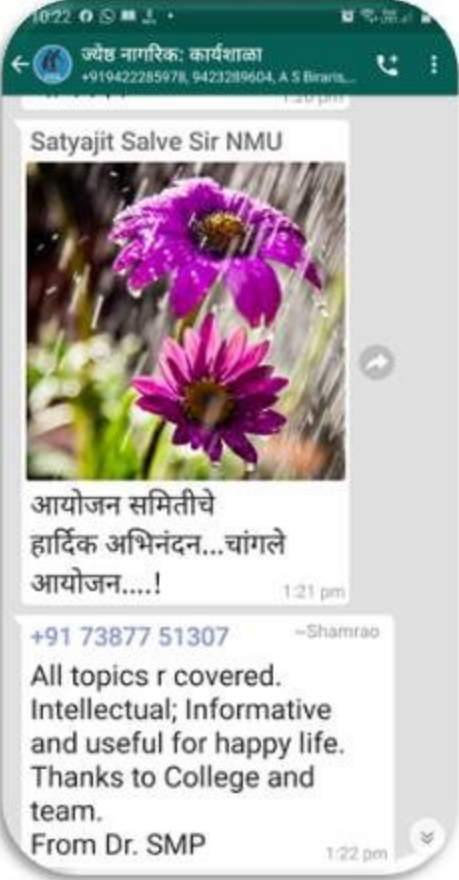 10:22
ज्येष्ठ नागरिक: कार्यशाळा
+919422285978, 9423289604, A S Biraris,...
Satyajit Salve Sir NMU
आयोजन समितीचे
हार्दिक अभिनंदन...चांगले
आयोजन....!
1:21 pm
+91 73877 51307
~Shamrao
All topics r covered.
Intellectual; Informative
and useful for happy life.
Thanks to College and
team.
From Dr. SMP
1:22 pm